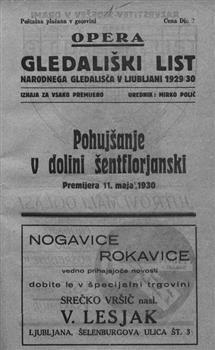 Poštnina plačana v gotovini Cena Din. 2
OPERA
GLEDALIŠKI LIST
NARODNEGA GLEDALIŠČA V LJUBLJANI 1929/30
IZHAJA ZA VSAKO PREMIJERO UREDNIK: MIRKO POLIČ
Pohujšanje
v dolini šentflorjanski
Premijera 11. maja 1930
NOGAVICE
ROKAVICE
vedno prihajajoče novosti
dobite le v špecijalni trgovini
SREČKO VRŠIČ nasl.
V. LESJAK
LJUBLJANA, ŠELENBURGOVA ULICA ŠT. 3